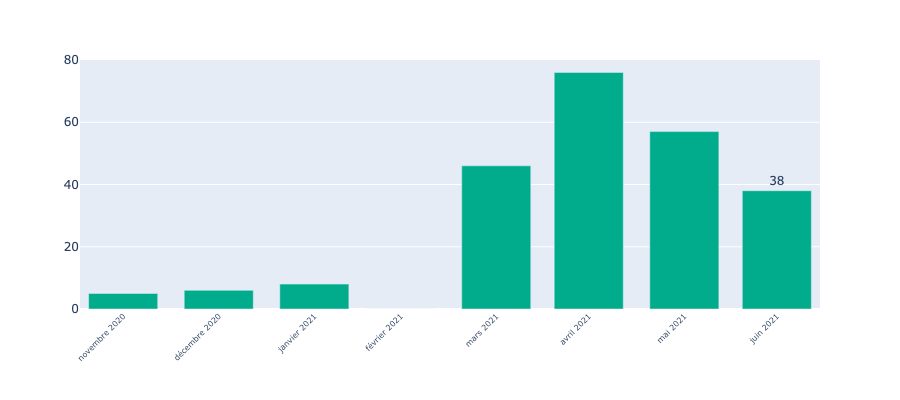 80
60
40
20
0
38
novembre 2020
décembre 2020
janvier 2021
février 2021
mars 2021
avril 2021
mai 2021
juin 2021